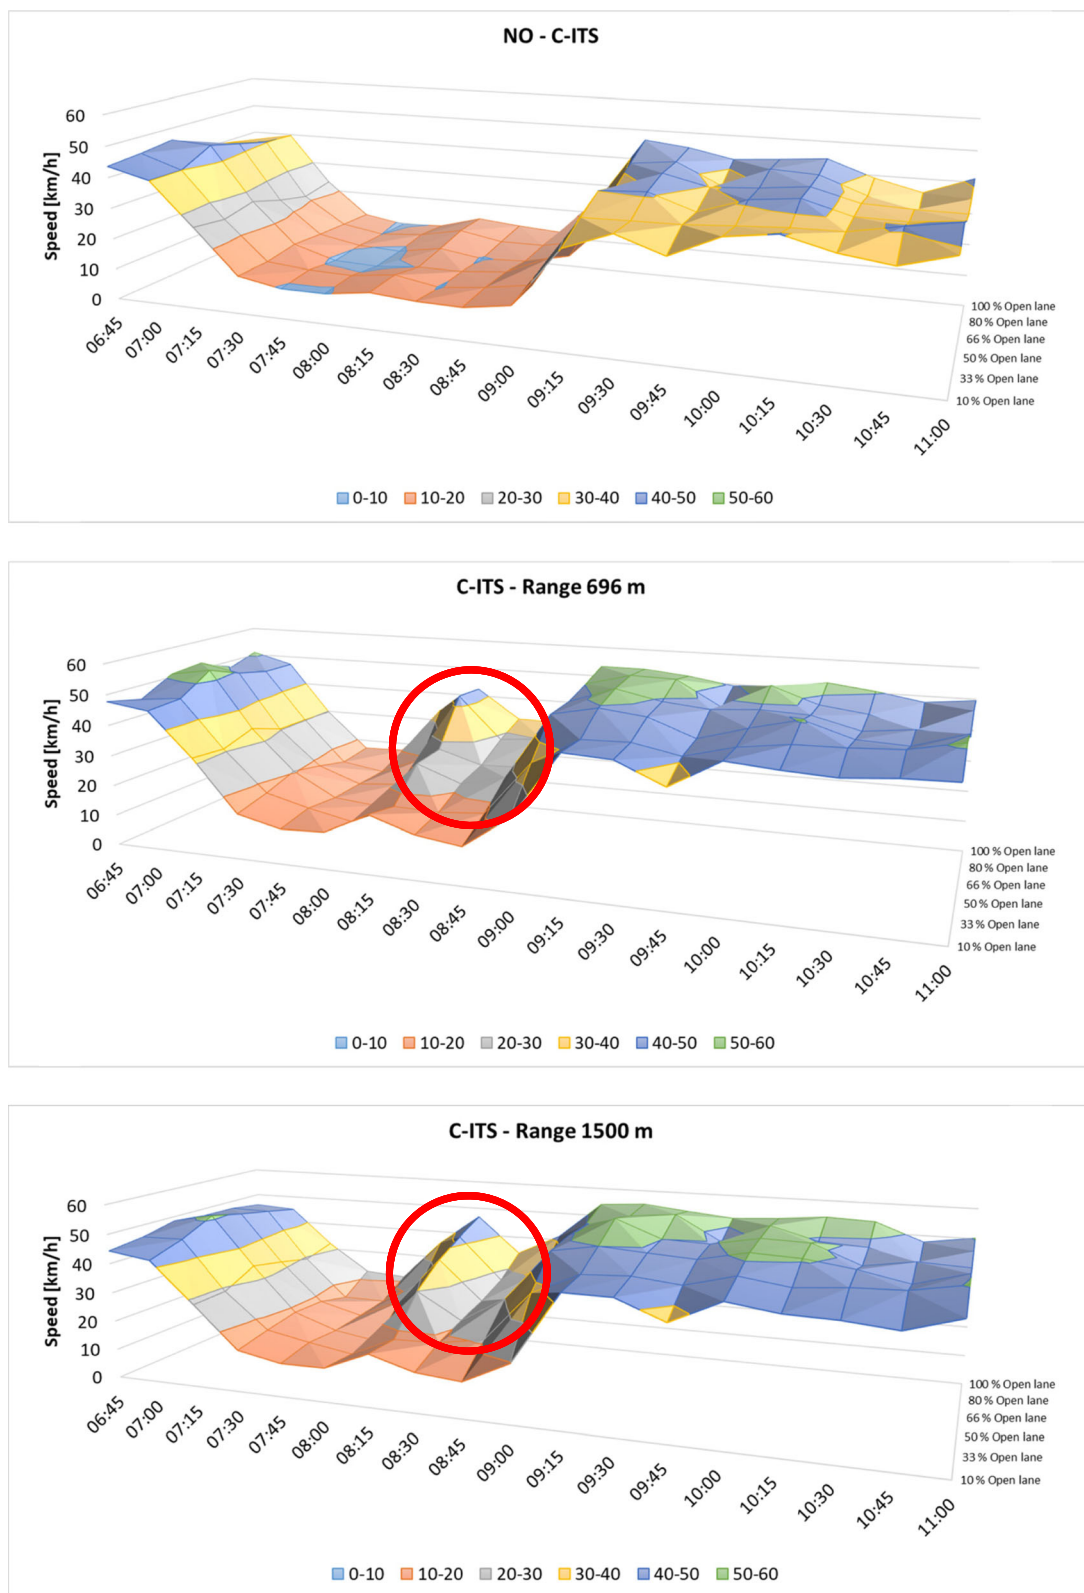 NO - C-ITS
Speed [km/h]
60
50
40
30
20
10
0
06:45
07:00
07:15
07:30
07:45
08:00
08:15
08:30
08:45
09:00
09:15
09:30
09:45
10:00
10:15
10:30
10:45
11:00
100 % Open lane
80 % Open lane
66 % Open lane
50 % Open lane
33 % Open lane
10 % Open lane
0-10 10-20 20-30 30-40 40-50 50-60
C-ITS - Range 696 m
Speed [km/h]
60
50
40
30
20
10
0
06:45
07:00
07:15
07:30
07:45
08:00
08:15
08:30
08:45
09:00
09:15
09:30
09:45
10:00
10:15
10:30
10:45
11:00
100 % Open lane
80 % Open lane
66 % Open lane
50 % Open lane
33 % Open lane
10 % Open lane
0-10 10-20 20-30 30-40 40-50 50-60
C-ITS - Range 1500 m
Speed [km/h]
60
50
40
30
20
10
0
06:45
07:00
07:15
07:30
07:45
08:00
08:15
08:30
08:45
09:00
09:15
09:30
09:45
10:00
10:15
10:30
10:45
11:00
100 % Open lane
80 % Open lane
66 % Open lane
50 % Open lane
33 % Open lane
10 % Open lane
0-10 10-20 20-30 30-40 40-50 50-60